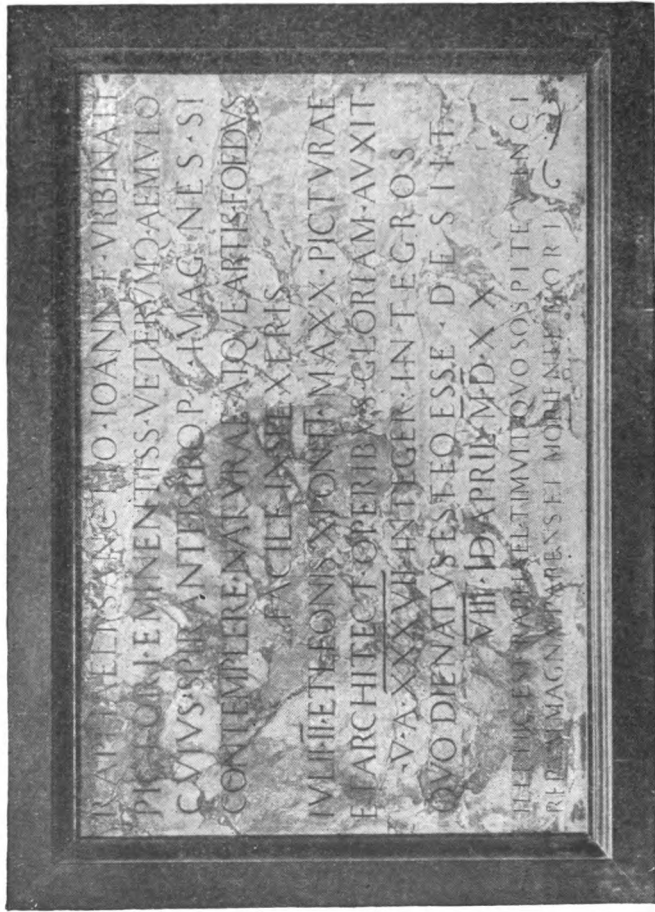 RAPHAELI·SANCTIO·IOANN·F·VRBINATI
PICTORI·EMINENTISS·VETERVMQ·AEMVLO
CVIVS·SPIRANTEIS·PROP·IMAGINES·SI
CONTEMPLERE·NATVRAE·ATQVE·ARTIS·FOEDVS
FACILE·INSPEXERIS
IVLII·II·ET·LEONIS·X·PONTT·MAXX·PICTVRAE
ET·ARCHITECT·OPERIBVS·GLORIAM·AVXIT
V·A·XXXVII·INTEGER·INTEGROS
QVO DIE NATVS EST EO ESSE DESIIT
VIII·ID·APRIL·M·D·XX
ILLE HIC EST RAPHAEL TIMVIT QVO SOSPITE VINCI
RERVM MAGNA PARENS ET MORIENTE MORI